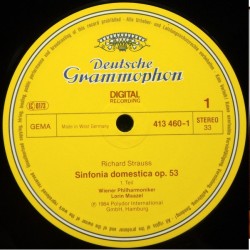 Deutsche
Grammophon
DIGITAL
RECORDING
1
413 460-1
STEREO
33
GEMA
Made in West Germany
Richard Strauss
Sinfonia domestica op. 53
1. Teil
Wiener Philharmoniker
Lorin Maazel
℗ 1984 Polydor International
GmbH, Hamburg